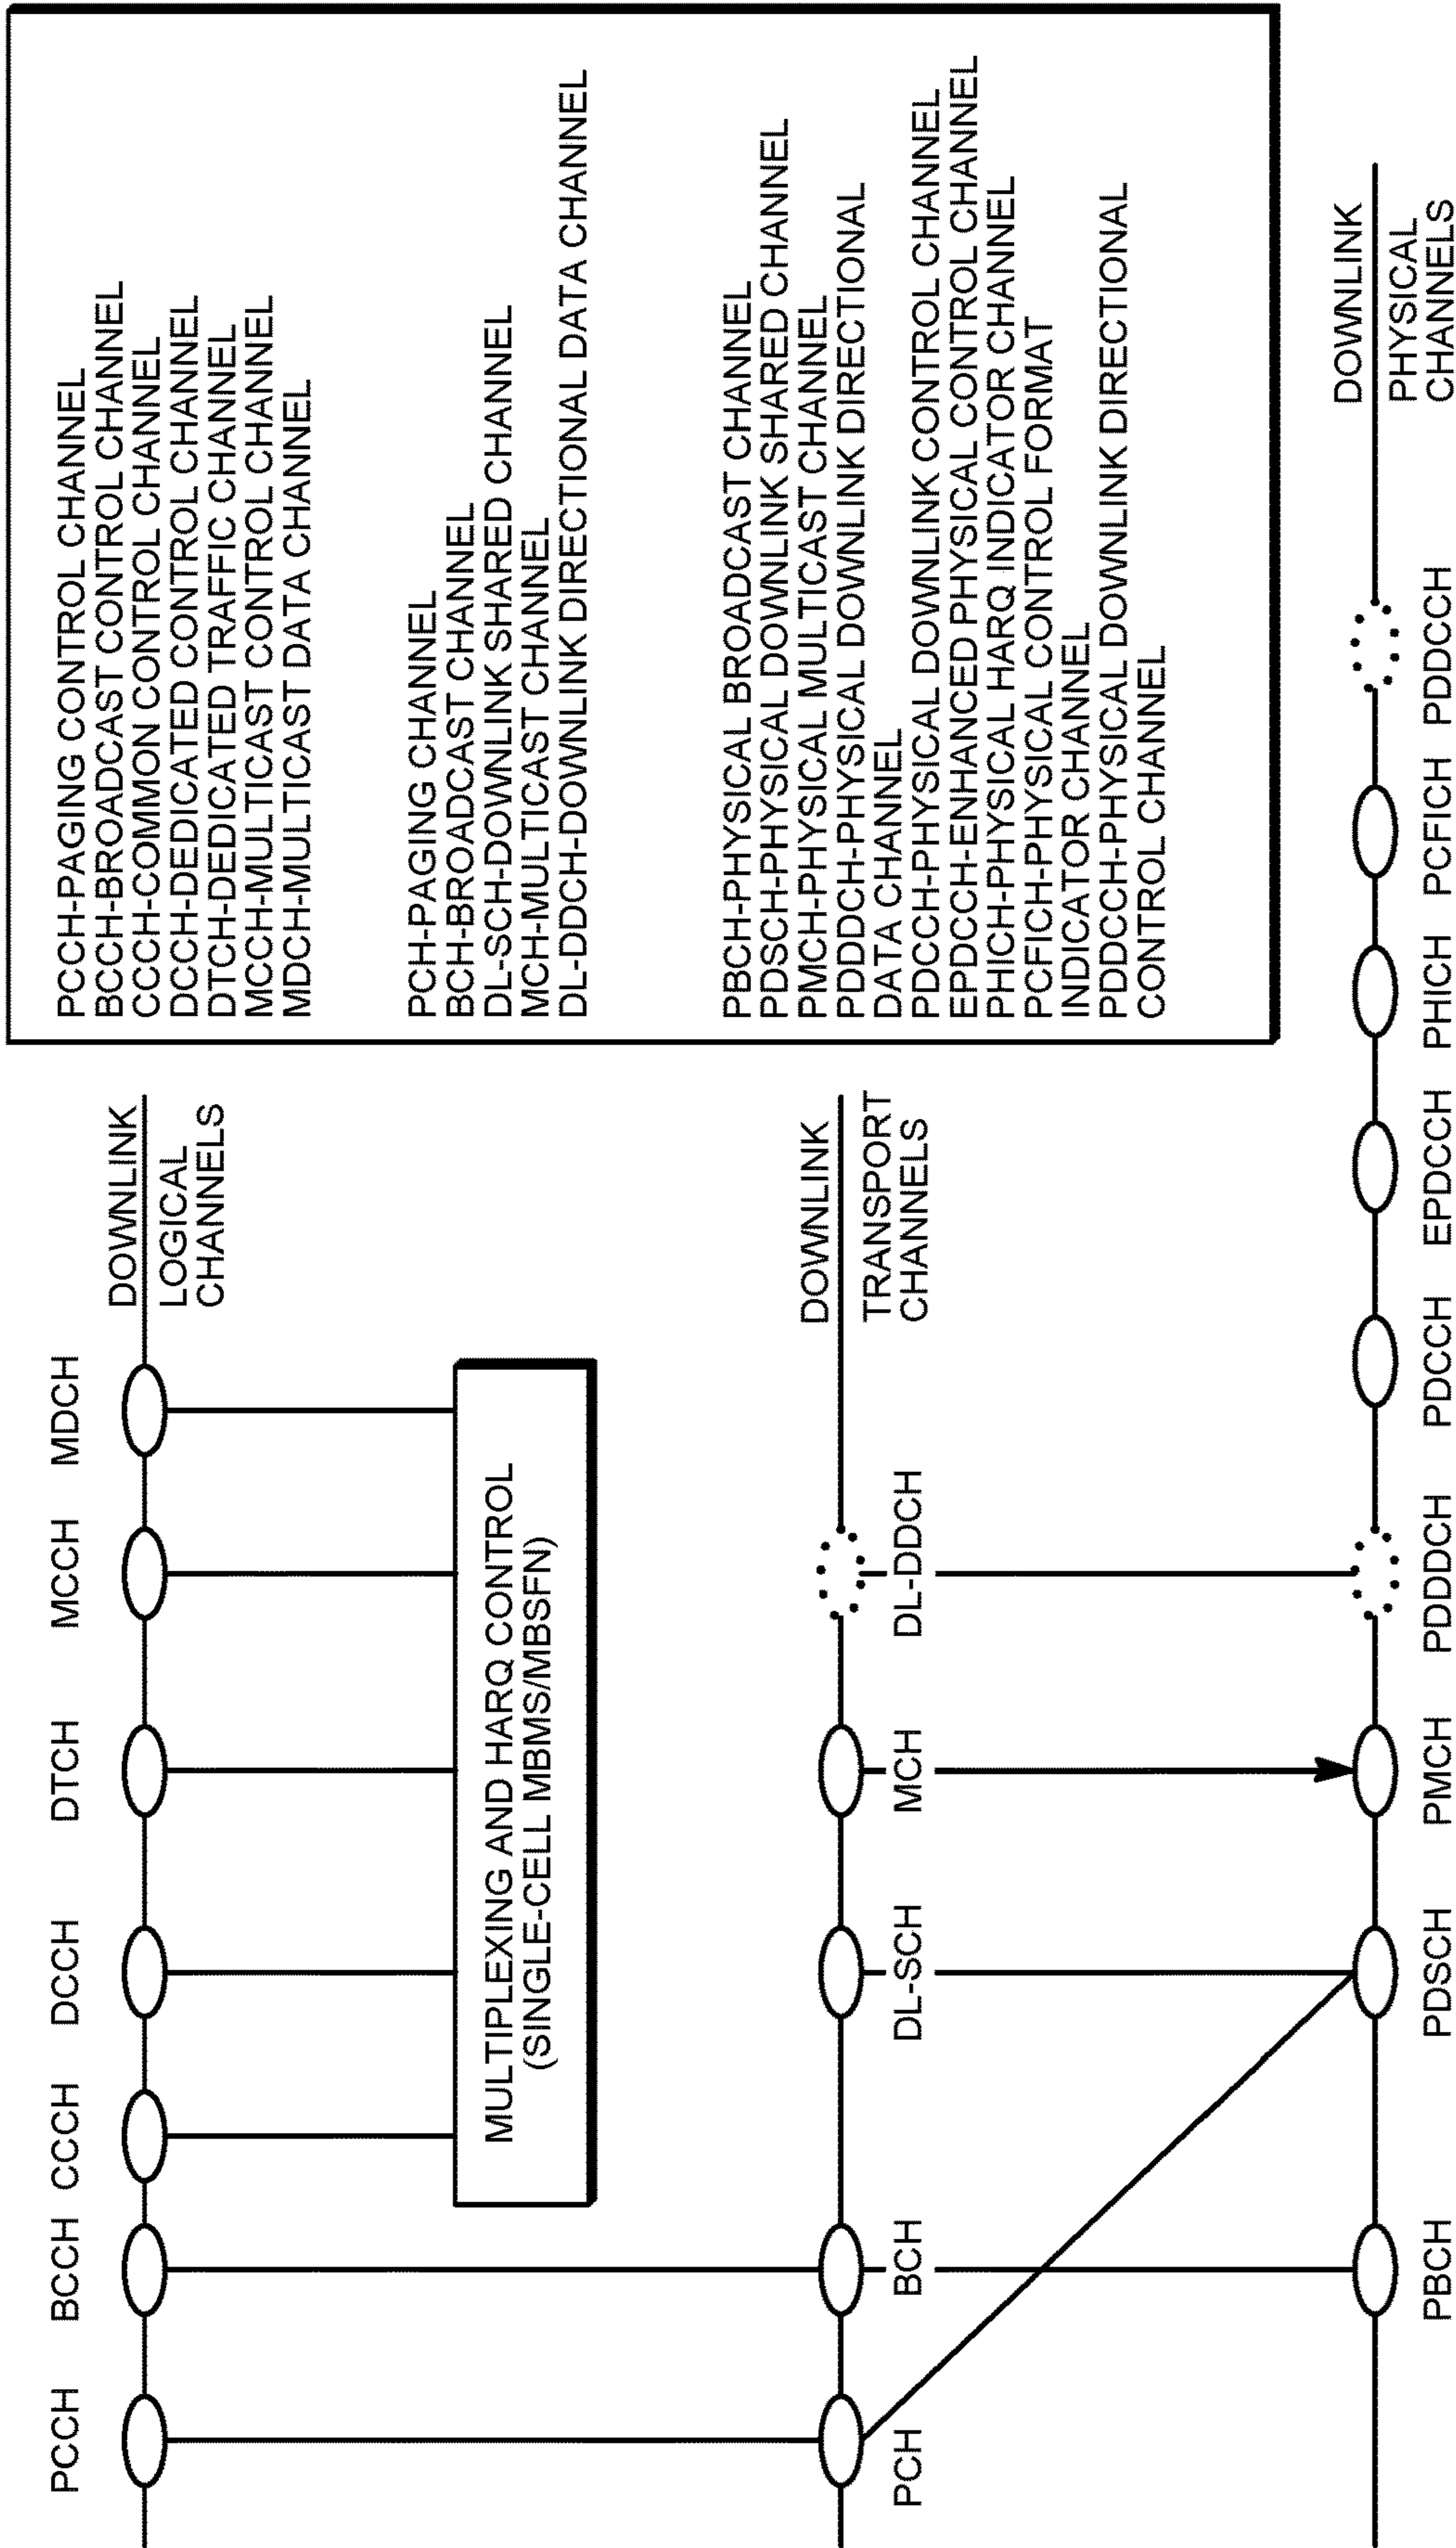 PCCH
BCCH
CCCH
DCCH
DTCH
MCCH
MDCH
DOWNLINK
LOGICAL
CHANNELS
MULTIPLEXING AND HARQ CONTROL
(SINGLE-CELL MBMS/MBSFN)
DOWNLINK
TRANSPORT
CHANNELS
PCH
BCH
DL-SCH
MCH
DL-DDCH
DOWNLINK
PHYSICAL
CHANNELS
PBCH
PDSCH
PMCH
PDDDCH
PDCCH
EPDCCH
PHICH
PCFICH
PDDCCH
PCCH-PAGING CONTROL CHANNEL
BCCH-BROADCAST CONTROL CHANNEL
CCCH-COMMON CONTROL CHANNEL
DCCH-DEDICATED CONTROL CHANNEL
DTCH-DEDICATED TRAFFIC CHANNEL
MCCH-MULTICAST CONTROL CHANNEL
MDCH-MULTICAST DATA CHANNEL
PCH-PAGING CHANNEL
BCH-BROADCAST CHANNEL
DL-SCH-DOWNLINK SHARED CHANNEL
MCH-MULTICAST CHANNEL
DL-DDCH-DOWNLINK DIRECTIONAL DATA CHANNEL
PBCH-PHYSICAL BROADCAST CHANNEL
PDSCH-PHYSICAL DOWNLINK SHARED CHANNEL
PMCH-PHYSICAL MULTICAST CHANNEL
PDDDCH-PHYSICAL DOWNLINK DIRECTIONAL
DATA CHANNEL
PDCCH-PHYSICAL DOWNLINK CONTROL CHANNEL
EPDCCH-ENHANCED PHYSICAL CONTROL CHANNEL
PHICH-PHYSICAL HARQ INDICATOR CHANNEL
PCFICH-PHYSICAL CONTROL FORMAT
INDICATOR CHANNEL
PDDCCH-PHYSICAL DOWNLINK DIRECTIONAL
CONTROL CHANNEL